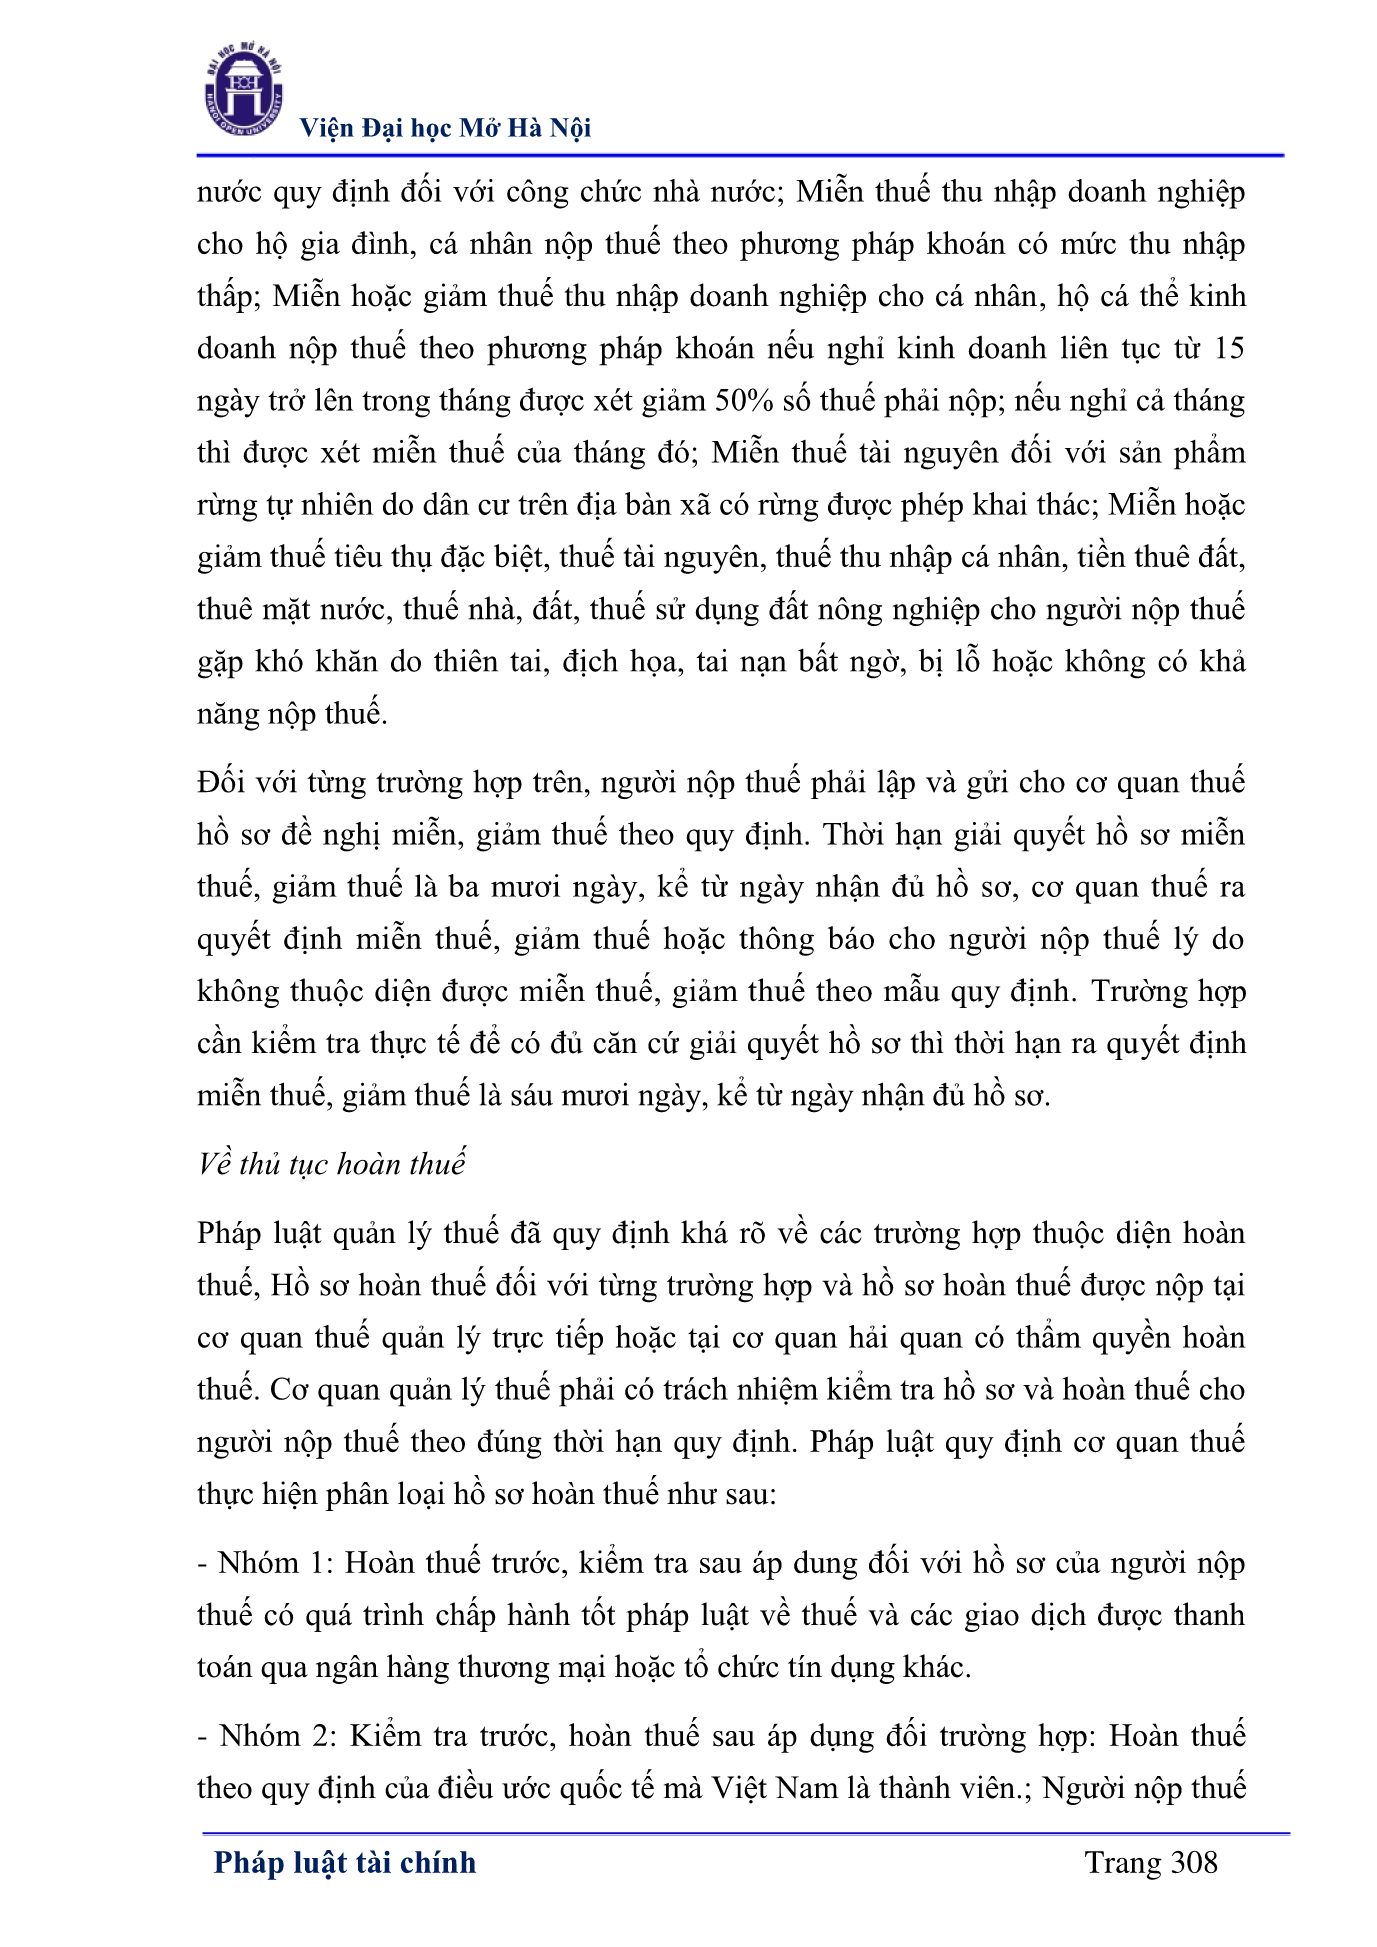 ĐẠI HỌC MỞ HÀ NỘI
HANOI OPEN UNIVERSITY
Viện Đại học Mở Hà Nội
nước quy định đối với công chức nhà nước; Miễn thuế thu nhập doanh nghiệp
cho hộ gia đình, cá nhân nộp thuế theo phương pháp khoán có mức thu nhập
thấp; Miễn hoặc giảm thuế thu nhập doanh nghiệp cho cá nhân, hộ cá thể kinh
doanh nộp thuế theo phương pháp khoán nếu nghỉ kinh doanh liên tục từ 15
ngày trở lên trong tháng được xét giảm 50% số thuế phải nộp; nếu nghỉ cả tháng
thì được xét miễn thuế của tháng đó; Miễn thuế tài nguyên đối với sản phẩm
rừng tự nhiên do dân cư trên địa bàn xã có rừng được phép khai thác; Miễn hoặc
giảm thuế tiêu thụ đặc biệt, thuế tài nguyên, thuế thu nhập cá nhân, tiền thuê đất,
thuê mặt nước, thuế nhà, đất, thuế sử dụng đất nông nghiệp cho người nộp thuế
gặp khó khăn do thiên tai, địch họa, tai nạn bất ngờ, bị lỗ hoặc không có khả
năng nộp thuế.
Đối với từng trường hợp trên, người nộp thuế phải lập và gửi cho cơ quan thuế
hồ sơ đề nghị miễn, giảm thuế theo quy định. Thời hạn giải quyết hồ sơ miễn
thuế, giảm thuế là ba mươi ngày, kể từ ngày nhận đủ hồ sơ, cơ quan thuế ra
quyết định miễn thuế, giảm thuế hoặc thông báo cho người nộp thuế lý do
không thuộc diện được miễn thuế, giảm thuế theo mẫu quy định. Trường hợp
cần kiểm tra thực tế để có đủ căn cứ giải quyết hồ sơ thì thời hạn ra quyết định
miễn thuế, giảm thuế là sáu mươi ngày, kể từ ngày nhận đủ hồ sơ.
Về thủ tục hoàn thuế
Pháp luật quản lý thuế đã quy định khá rõ về các trường hợp thuộc diện hoàn
thuế, Hồ sơ hoàn thuế đối với từng trường hợp và hồ sơ hoàn thuế được nộp tại
cơ quan thuế quản lý trực tiếp hoặc tại cơ quan hải quan có thẩm quyền hoàn
thuế. Cơ quan quản lý thuế phải có trách nhiệm kiểm tra hồ sơ và hoàn thuế cho
người nộp thuế theo đúng thời hạn quy định. Pháp luật quy định cơ quan thuế
thực hiện phân loại hồ sơ hoàn thuế như sau:
- Nhóm 1: Hoàn thuế trước, kiểm tra sau áp dung đối với hồ sơ của người nộp
thuế có quá trình chấp hành tốt pháp luật về thuế và các giao dịch được thanh
toán qua ngân hàng thương mại hoặc tổ chức tín dụng khác.
- Nhóm 2: Kiểm tra trước, hoàn thuế sau áp dụng đối trường hợp: Hoàn thuế
theo quy định của điều ước quốc tế mà Việt Nam là thành viên.; Người nộp thuế
Pháp luật tài chính
Trang 308